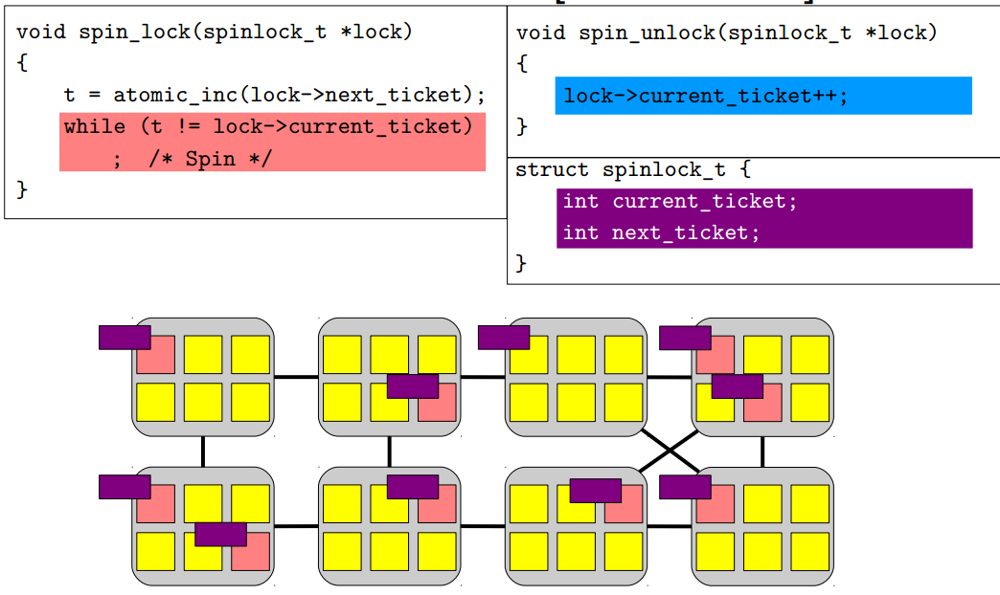 void spin_lock(spinlock_t *lock)
{
    t = atomic_inc(lock->next_ticket);
    while (t != lock->current_ticket)
        ;  /* Spin */
}
void spin_unlock(spinlock_t *lock)
{
    lock->current_ticket++;
}
struct spinlock_t {
    int current_ticket;
    int next_ticket;
}